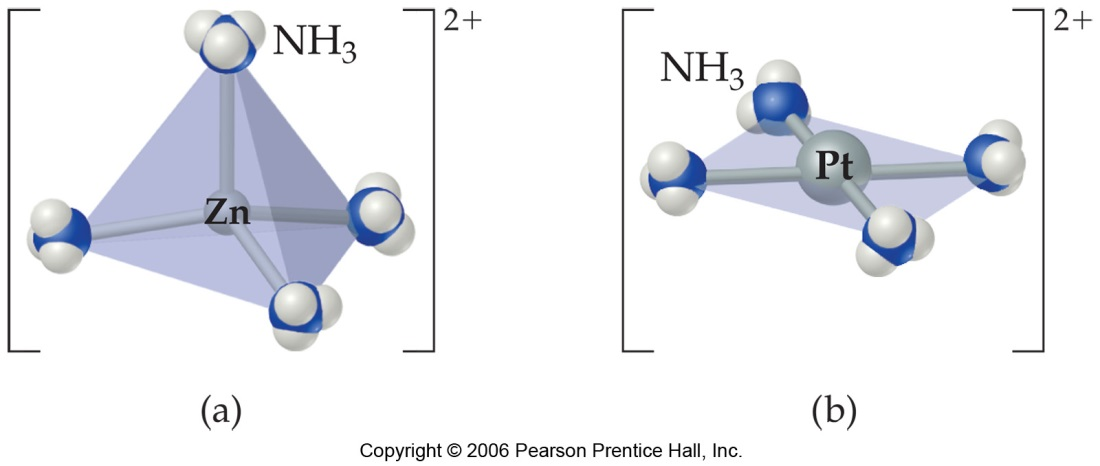 NH₃
2+
Zn
(a)
NH₃
2+
Pt
(b)
Copyright © 2006 Pearson Prentice Hall, Inc.